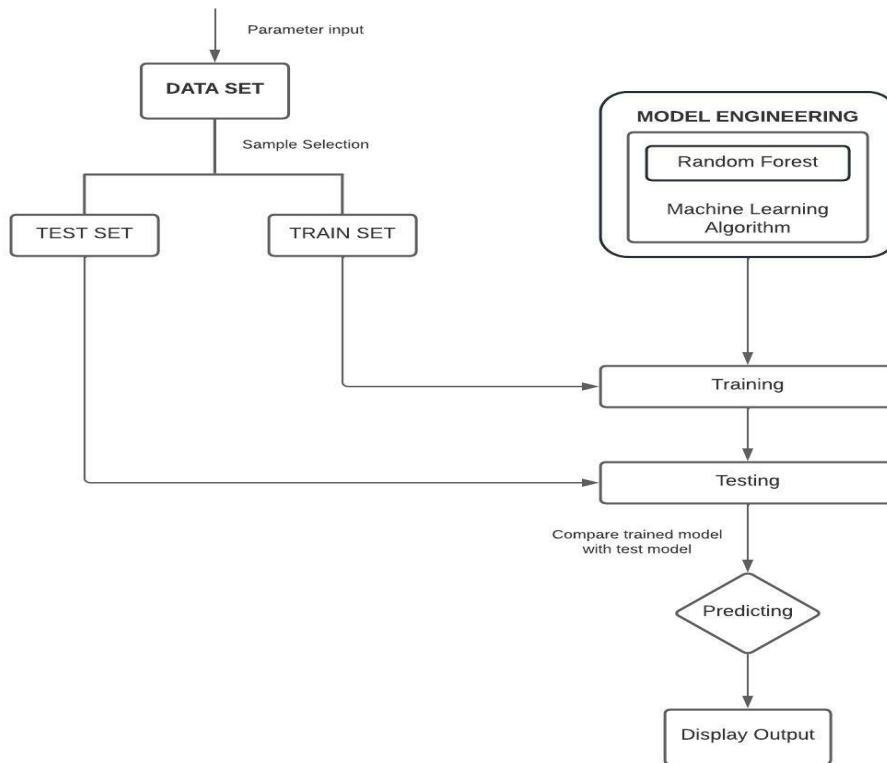 Parameter input
DATA SET
Sample Selection
TEST SET
TRAIN SET
MODEL ENGINEERING
Random Forest
Machine Learning
Algorithm
Training
Testing
Compare trained model
with test model
Predicting
Display Output